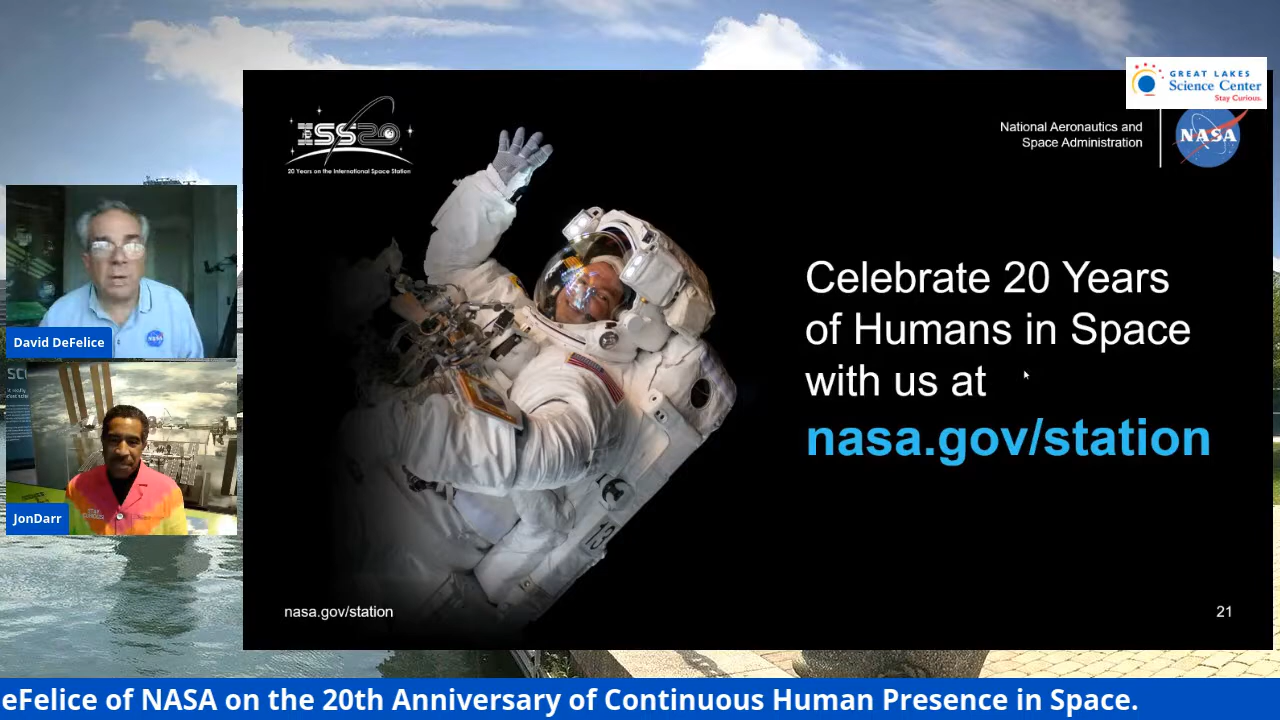 GREAT LAKES
Science Center
Stay Curious.
ISS20
20 Years on the International Space Station
National Aeronautics and
Space Administration
NASA
Celebrate 20 Years
of Humans in Space
with us at
nasa.gov/station
13
David DeFelice
SCI
JonDarr
nasa.gov/station
21
eFelice of NASA on the 20th Anniversary of Continuous Human Presence in Space.